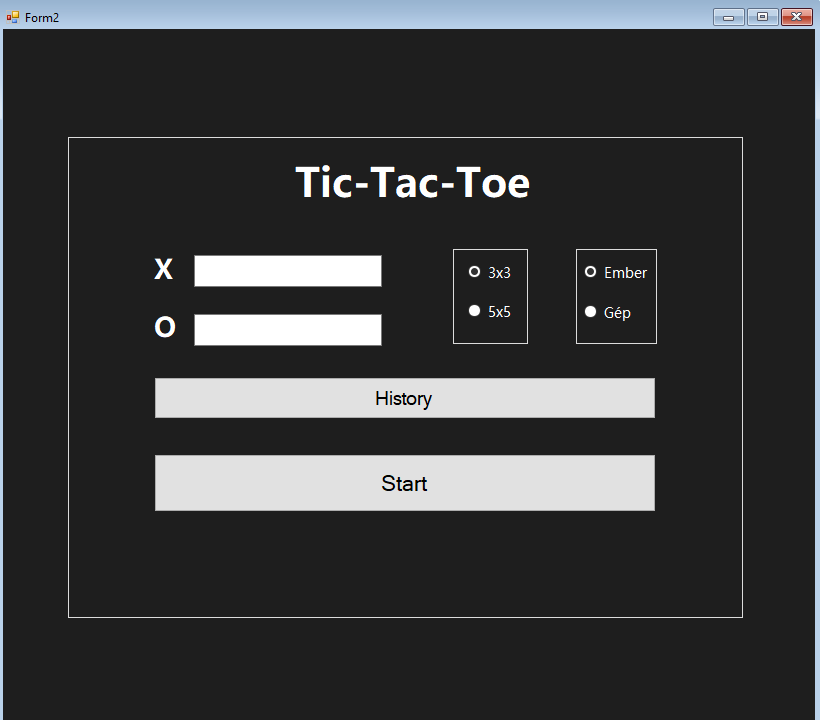 Form2
Tic-Tac-Toe
X
3x3
Ember
O
5x5
Gép
History
Start